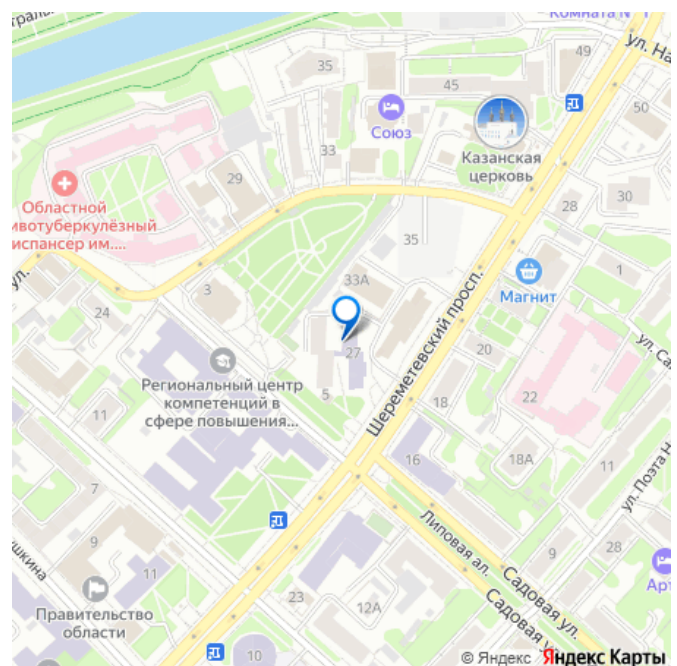 Комната № 1
тральн
ул. На
49
35
45
50
Союз
33
Казанская
церковь
29
Областной
ивотуберкулёзный
испансер им....
30
28
35
ул.
33А
1
3
Магнит
24
Шереметевский просп.
ул. Са
27
20
Региональный центр
компетенций в
сфере повышения...
5
22
11
18
16
18А
11
ул. Поэта Н
7
Липовая ал.
9
28
9
Садовая ул.
Арт
шкина
11
Правительство
области
23
12А
Садовая у
10
© Яндекс Яндекс Карты